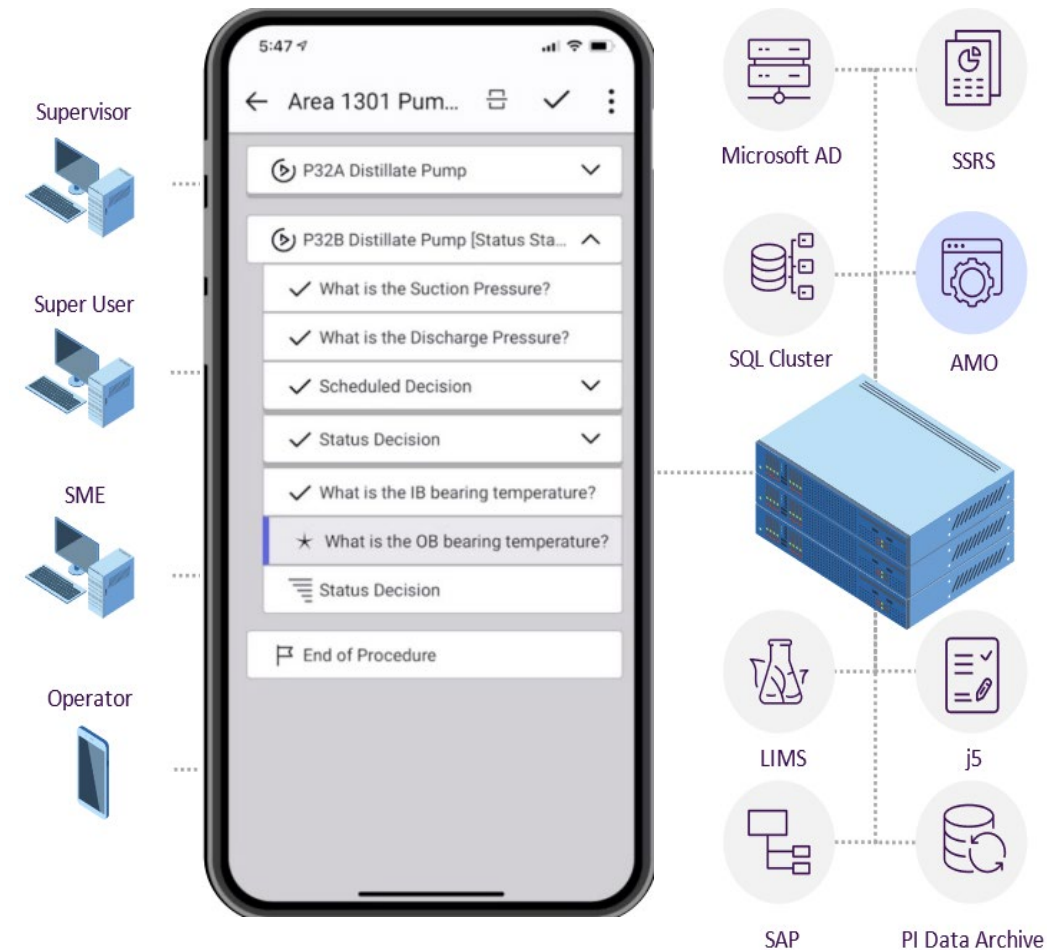 Supervisor
Super User
SME
Operator
5:47
Area 1301 Pum...
P32A Distillate Pump
P32B Distillate Pump [Status Sta...
What is the Suction Pressure?
What is the Discharge Pressure?
Scheduled Decision
Status Decision
What is the IB bearing temperature?
What is the OB bearing temperature?
Status Decision
End of Procedure
Microsoft AD
SSRS
SQL Cluster
AMO
LIMS
j5
SAP
PI Data Archive